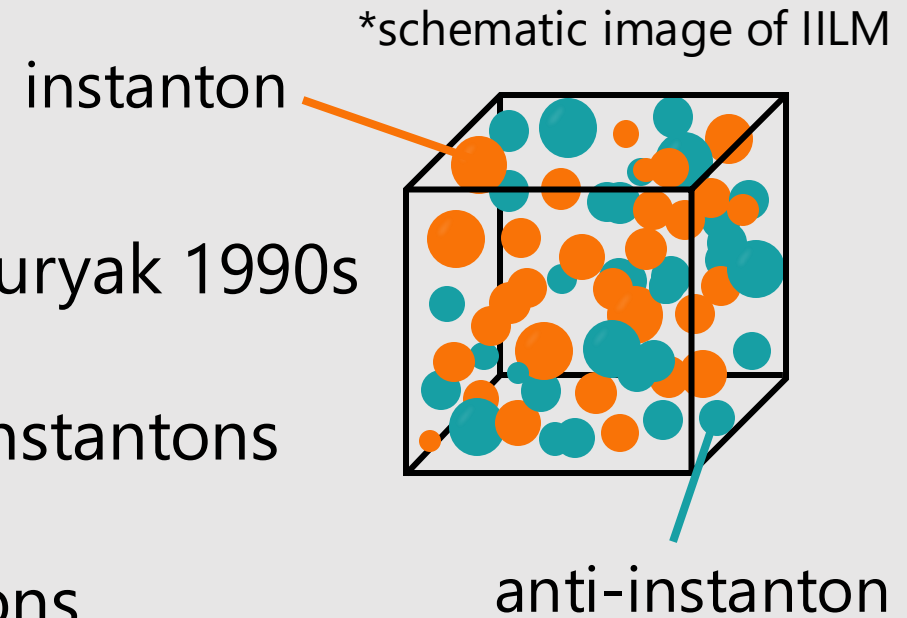 *schematic image of IILM
instanton
uryak 1990s
nstantons
ons
anti-instanton